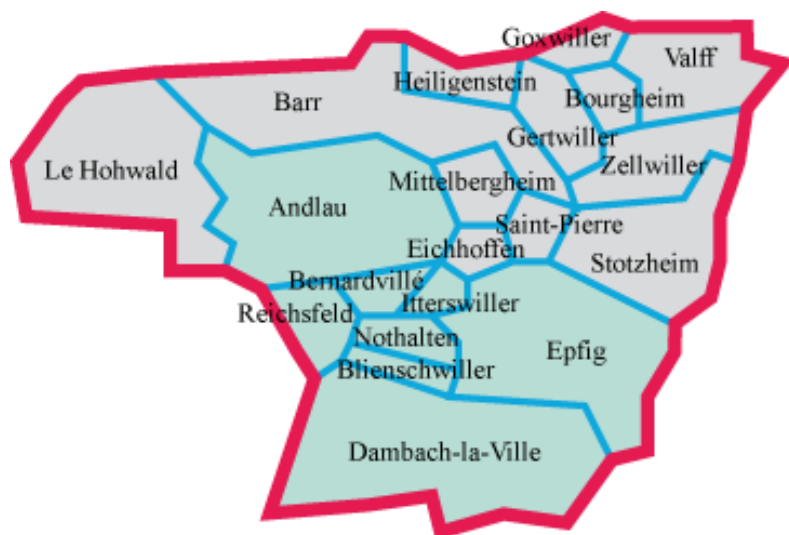 Goxwiller
Valff
Heiligenstein
Barr
Bourgheim
Gertwiller
Zellwiller
Le Hohwald
Mittelbergheim
Andlau
Saint-Pierre
Eichhoffen
Stotzheim
Bernardvillé
Itterswiller
Reichsfeld
Nothalten
Epfig
Blienschwiller
Dambach-la-Ville